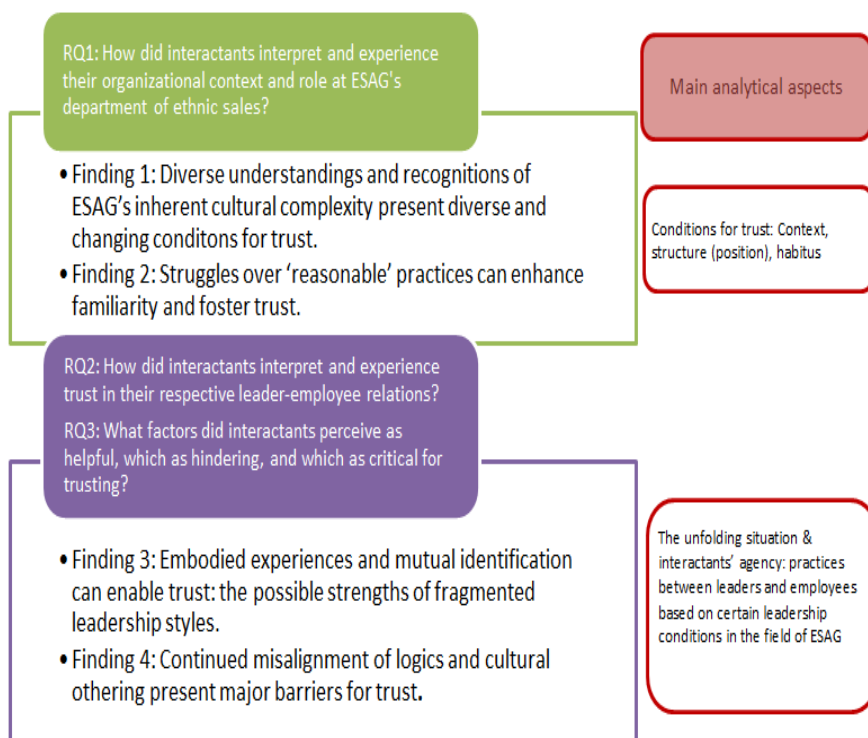 RQ1: How did interactants interpret and experience
their organizational context and role at ESAG's
department of ethnic sales?
Main analytical aspects
• Finding 1: Diverse understandings and recognitions of
ESAG's inherent cultural complexity present diverse and
changing conditons for trust.
• Finding 2: Struggles over 'reasonable' practices can enhance
familiarity and foster trust.
Conditions for trust: Context,
structure (position), habitus
RQ2: How did interactants interpret and experience
trust in their respective leader-employee relations?
RQ3: What factors did interactants perceive as
helpful, which as hindering, and which as critical for
trusting?
• Finding 3: Embodied experiences and mutual identification
can enable trust: the possible strengths of fragmented
leadership styles.
• Finding 4: Continued misalignment of logics and cultural
othering present major barriers for trust.
The unfolding situation &
interactants' agency: practices
between leaders and employees
based on certain leadership
conditions in the field of ESAG